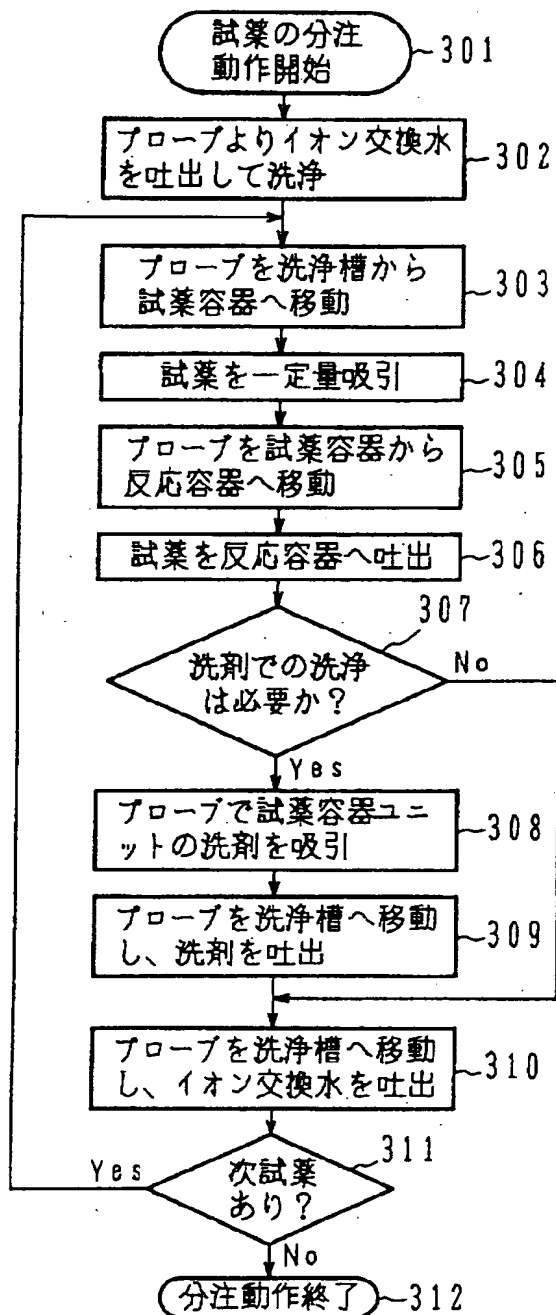 試薬の分注
動作開始
301
プローブよりイオン交換水
を吐出して洗浄
302
プローブを洗浄槽から
試薬容器へ移動
303
試薬を一定量吸引
304
プローブを試薬容器から
反応容器へ移動
305
試薬を反応容器へ吐出
306
307
洗剤での洗浄
は必要か?
No
Yes
プローブで試薬容器ユニ
ットの洗剤を吸引
308
プローブを洗浄槽へ移動
し、洗剤を吐出
309
プローブを洗浄槽へ移動
し、イオン交換水を吐出
310
311
Yes
次試薬
あり?
No
分注動作終了
312